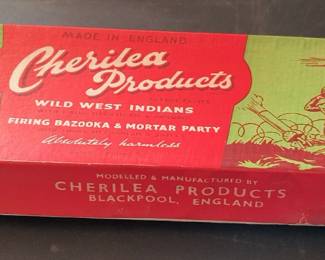 MADE IN ENGLAND
Cherilea
Products
WILD WEST INDIANS
FIRING BAZOOKA & MORTAR PARTY
Absolutely harmless
MODELLED & MANUFACTURED BY
CHERILEA PRODUCTS
BLACKPOOL, ENGLAND